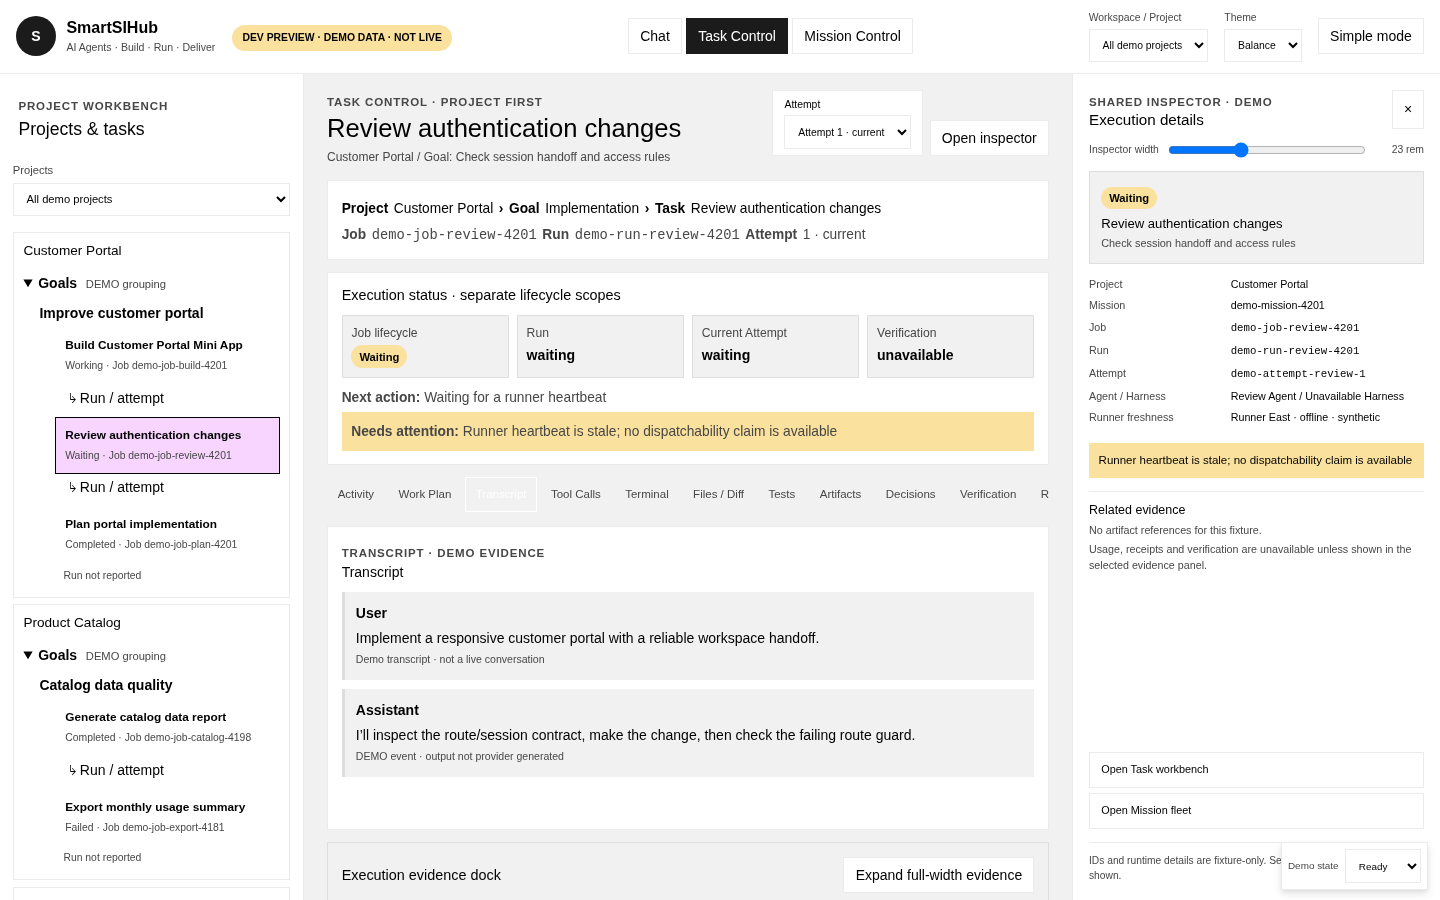 S
SmartSIHub
AI Agents · Build · Run · Deliver
DEV PREVIEW · DEMO DATA · NOT LIVE
Chat
Task Control
Mission Control
Workspace / Project
All demo projects
Theme
Balance
Simple mode
PROJECT WORKBENCH
Projects & tasks
Projects
All demo projects
Customer Portal
▼ Goals DEMO grouping
Improve customer portal
Build Customer Portal Mini App
Working · Job demo-job-build-4201
↳ Run / attempt
Review authentication changes
Waiting · Job demo-job-review-4201
↳ Run / attempt
Plan portal implementation
Completed · Job demo-job-plan-4201
Run not reported
Product Catalog
▼ Goals DEMO grouping
Catalog data quality
Generate catalog data report
Completed · Job demo-job-catalog-4198
↳ Run / attempt
Export monthly usage summary
Failed · Job demo-job-export-4181
Run not reported
TASK CONTROL · PROJECT FIRST
Review authentication changes
Customer Portal / Goal: Check session handoff and access rules
Attempt
Attempt 1 · current
Open inspector
Project Customer Portal › Goal Implementation › Task Review authentication changes
Job demo-job-review-4201 Run demo-run-review-4201 Attempt 1 · current
Execution status · separate lifecycle scopes
Job lifecycle
Waiting
Run
waiting
Current Attempt
waiting
Verification
unavailable
Next action: Waiting for a runner heartbeat
Needs attention: Runner heartbeat is stale; no dispatchability claim is available
Activity Work Plan Transcript Tool Calls Terminal Files / Diff Tests Artifacts Decisions Verification R
TRANSCRIPT · DEMO EVIDENCE
Transcript
User
Implement a responsive customer portal with a reliable workspace handoff.
Demo transcript · not a live conversation
Assistant
I’ll inspect the route/session contract, make the change, then check the failing route guard.
DEMO event · output not provider generated
Execution evidence dock
Expand full-width evidence
SHARED INSPECTOR · DEMO
Execution details
×
Inspector width
23 rem
Waiting
Review authentication changes
Check session handoff and access rules
Project Customer Portal
Mission demo-mission-4201
Job demo-job-review-4201
Run demo-run-review-4201
Attempt demo-attempt-review-1
Agent / Harness Review Agent / Unavailable Harness
Runner freshness Runner East · offline · synthetic
Runner heartbeat is stale; no dispatchability claim is available
Related evidence
No artifact references for this fixture.
Usage, receipts and verification are unavailable unless shown in the
selected evidence panel.
Open Task workbench
Open Mission fleet
IDs and runtime details are fixture-only.
shown.
Demo state
Ready